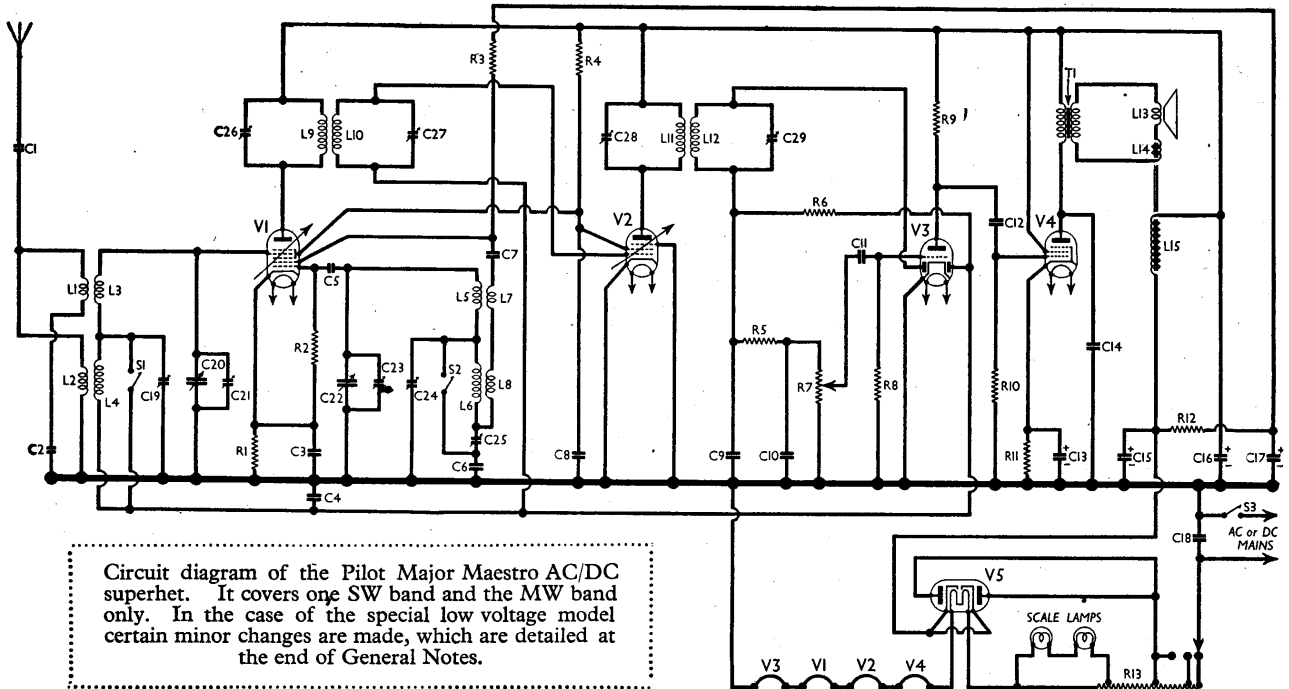 C1
C26
L9
L10
C27
R3
R4
C28
L11
L12
C29
R9
T1
L13
L14
V1
V2
R6
V3
C12
V4
C11
L15
C7
C5
L1
L3
L5
L7
R2
S1
C20
C21
C22
C23
C24
S2
L8
L6
R5
R7
R8
R10
C14
L2
L4
C19
C25
R12
C2
R1
C3
C6
C8
C9
C10
R11
C13
C15
C16
C17
C4
S3
AC or DC
MAINS
C18
V5
SCALE LAMPS
R13
V3 V1 V2 V4
Circuit diagram of the Pilot Major Maestro AC/DC
superhet. It covers one SW band and the MW band
only. In the case of the special low voltage model
certain minor changes are made, which are detailed at
the end of General Notes.